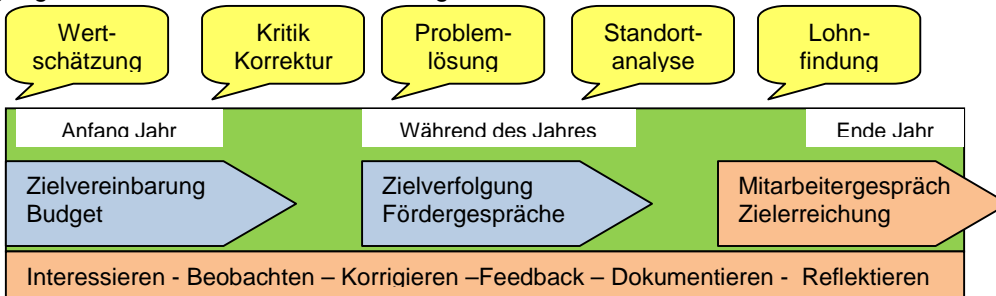 Wert-
schätzung
Kritik
Korrektur
Problem-
lösung
Standort-
analyse
Lohn-
findung
Anfang Jahr
Während des Jahres
Ende Jahr
Zielvereinbarung
Budget
Zielverfolgung
Fördergespräche
Mitarbeitergespräch
Zielerreichung
Interessieren - Beobachten – Korrigieren –Feedback – Dokumentieren - Reflektieren